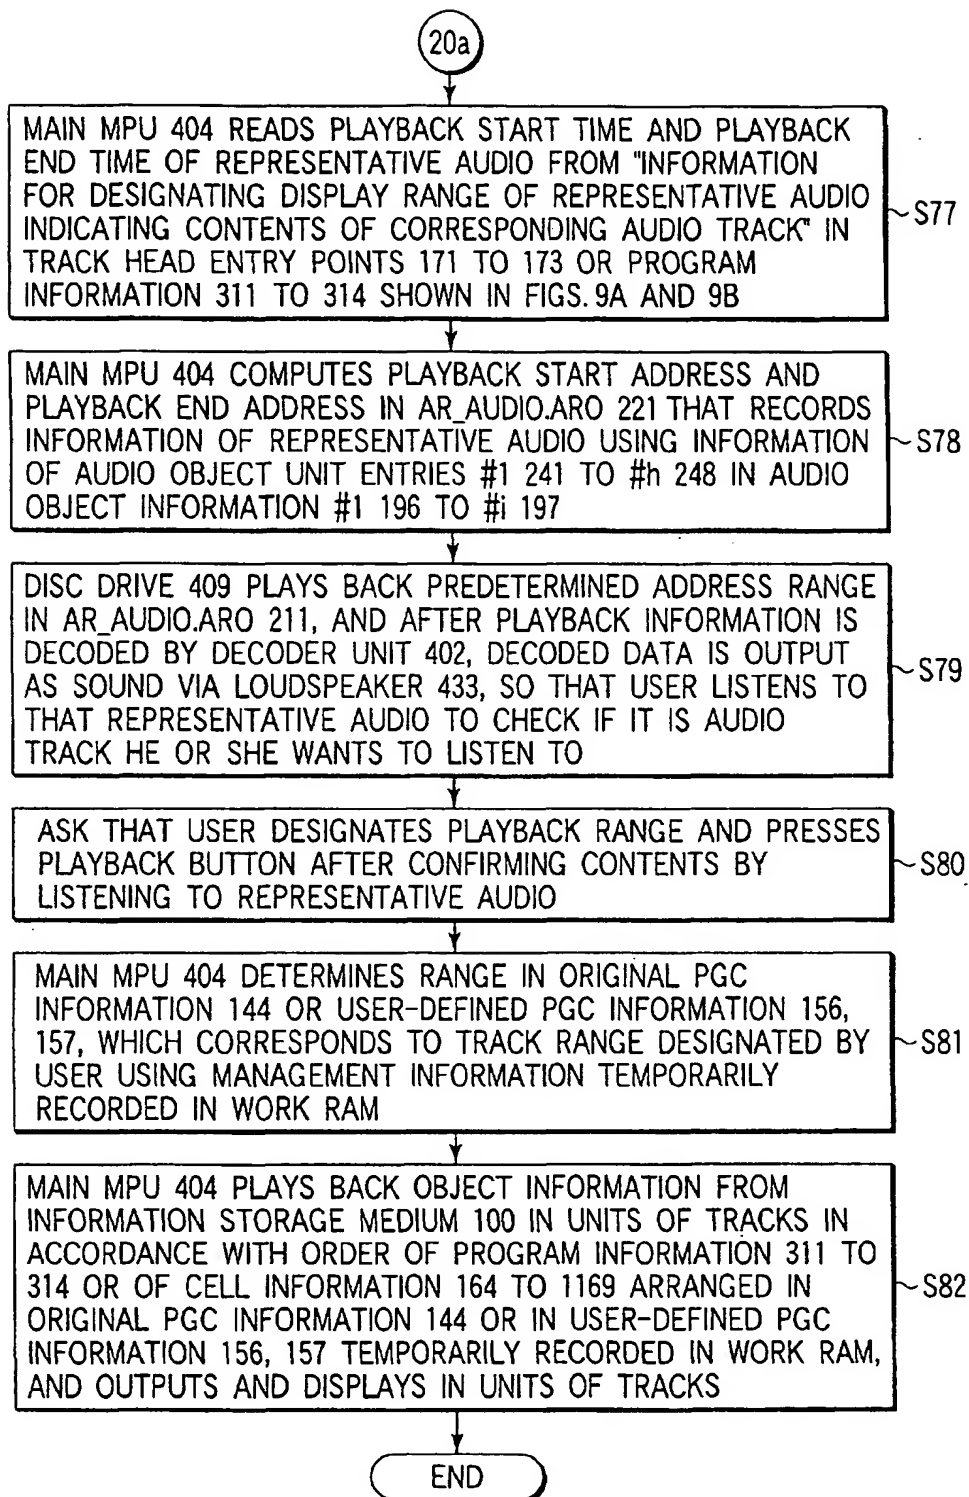 20a
MAIN MPU 404 READS PLAYBACK START TIME AND PLAYBACK
END TIME OF REPRESENTATIVE AUDIO FROM "INFORMATION
FOR DESIGNATING DISPLAY RANGE OF REPRESENTATIVE AUDIO
INDICATING CONTENTS OF CORRESPONDING AUDIO TRACK" IN
TRACK HEAD ENTRY POINTS 171 TO 173 OR PROGRAM
INFORMATION 311 TO 314 SHOWN IN FIGS. 9A AND 9B
S77
MAIN MPU 404 COMPUTES PLAYBACK START ADDRESS AND
PLAYBACK END ADDRESS IN AR_AUDIO.ARO 221 THAT RECORDS
INFORMATION OF REPRESENTATIVE AUDIO USING INFORMATION
OF AUDIO OBJECT UNIT ENTRIES #1 241 TO #h 248 IN AUDIO
OBJECT INFORMATION #1 196 TO #i 197
S78
DISC DRIVE 409 PLAYS BACK PREDETERMINED ADDRESS RANGE
IN AR_AUDIO.ARO 211, AND AFTER PLAYBACK INFORMATION IS
DECODED BY DECODER UNIT 402, DECODED DATA IS OUTPUT
AS SOUND VIA LOUDSPEAKER 433, SO THAT USER LISTENS TO
THAT REPRESENTATIVE AUDIO TO CHECK IF IT IS AUDIO
TRACK HE OR SHE WANTS TO LISTEN TO
S79
ASK THAT USER DESIGNATES PLAYBACK RANGE AND PRESSES
PLAYBACK BUTTON AFTER CONFIRMING CONTENTS BY
LISTENING TO REPRESENTATIVE AUDIO
S80
MAIN MPU 404 DETERMINES RANGE IN ORIGINAL PGC
INFORMATION 144 OR USER-DEFINED PGC INFORMATION 156,
157, WHICH CORRESPONDS TO TRACK RANGE DESIGNATED BY
USER USING MANAGEMENT INFORMATION TEMPORARILY
RECORDED IN WORK RAM
S81
MAIN MPU 404 PLAYS BACK OBJECT INFORMATION FROM
INFORMATION STORAGE MEDIUM 100 IN UNITS OF TRACKS IN
ACCORDANCE WITH ORDER OF PROGRAM INFORMATION 311 TO
314 OR OF CELL INFORMATION 164 TO 1169 ARRANGED IN
ORIGINAL PGC INFORMATION 144 OR IN USER-DEFINED PGC
INFORMATION 156, 157 TEMPORARILY RECORDED IN WORK RAM,
AND OUTPUTS AND DISPLAYS IN UNITS OF TRACKS
S82
END